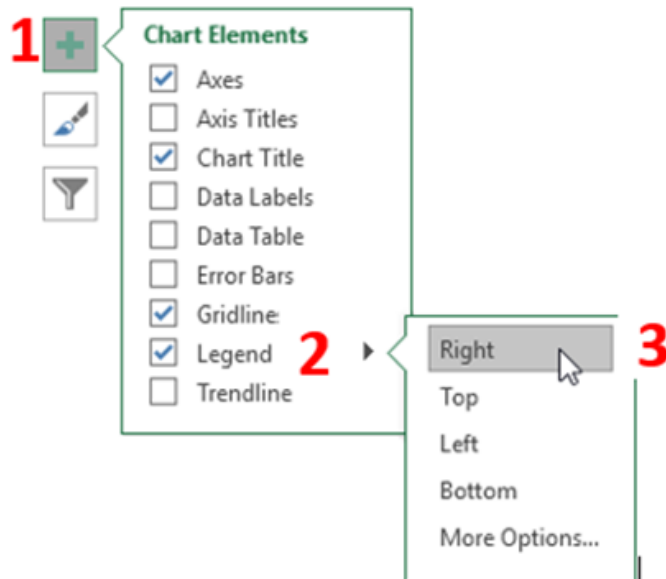 1
Chart Elements
Axes
Axis Titles
Chart Title
Data Labels
Data Table
Error Bars
Gridline
Legend 2
Trendline
Right 3
Top
Left
Bottom
More Options...